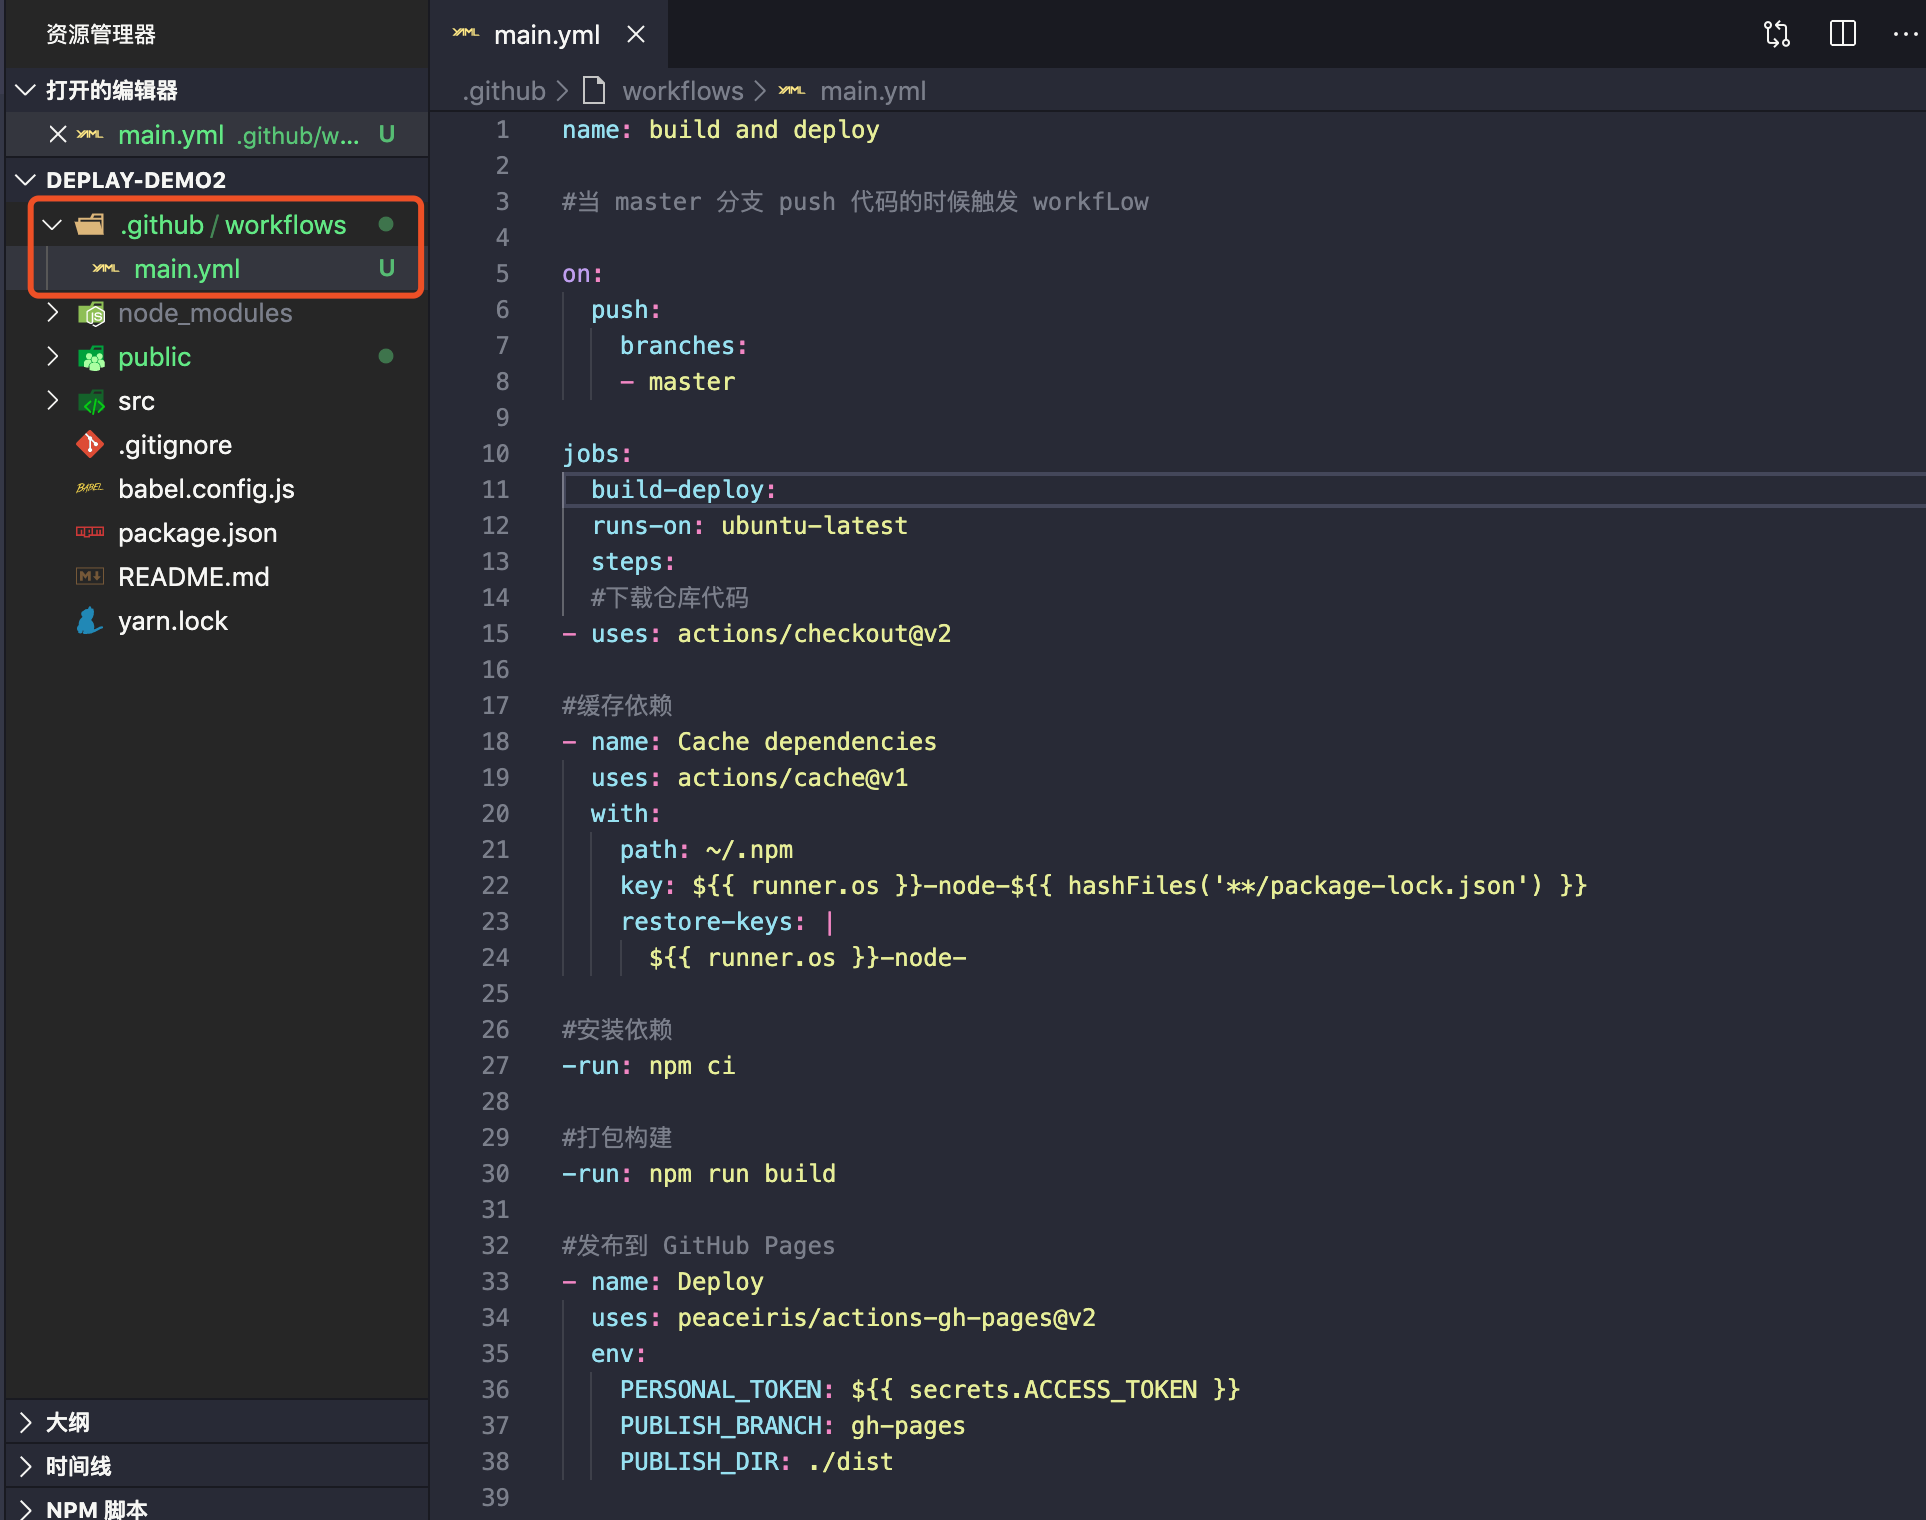 资源管理器
打开的编辑器
main.yml .github/w... U
DEPLAY-DEMO2
.github / workflows
main.yml U
node_modules
public
src
.gitignore
babel.config.js
package.json
README.md
yarn.lock
大纲
时间线
NPM 脚本
main.yml
.github > workflows > main.yml
1 name: build and deploy
2
3 #当 master 分支 push 代码的时候触发 workfLow
4
5 on:
6 push:
7 branches:
8 - master
9
10 jobs:
11 build-deploy:
12 runs-on: ubuntu-latest
13 steps:
14 #下载仓库代码
15 - uses: actions/checkout@v2
16
17 #缓存依赖
18 - name: Cache dependencies
19 uses: actions/cache@v1
20 with:
21 path: ~/.npm
22 key: ${{ runner.os }}-node-${{ hashFiles('**/package-lock.json') }}
23 restore-keys: |
24 ${{ runner.os }}-node-
25
26 #安装依赖
27 -run: npm ci
28
29 #打包构建
30 -run: npm run build
31
32 #发布到 GitHub Pages
33 - name: Deploy
34 uses: peaceiris/actions-gh-pages@v2
35 env:
36 PERSONAL_TOKEN: ${{ secrets.ACCESS_TOKEN }}
37 PUBLISH_BRANCH: gh-pages
38 PUBLISH_DIR: ./dist
39